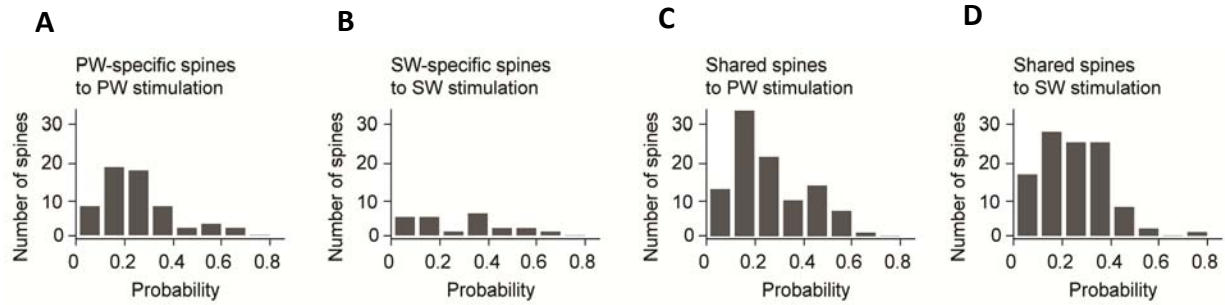 A
B
C
D
PW-specific spines
to PW stimulation
SW-specific spines
to SW stimulation
Shared spines
to PW stimulation
Shared spines
to SW stimulation
Number of spines
30
20
10
0
0 0.2 0.4 0.6 0.8
Probability
Number of spines
30
20
10
0
0 0.2 0.4 0.6 0.8
Probability
Number of spines
30
20
10
0
0 0.2 0.4 0.6 0.8
Probability
Number of spines
30
20
10
0
0 0.2 0.4 0.6 0.8
Probability